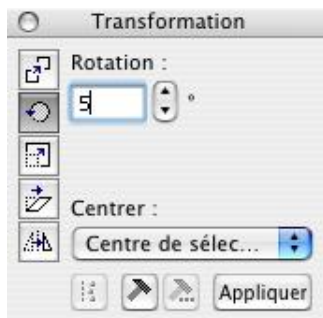 Transformation
Rotation :
5 °
Centrer :
Centre de sélec...
Appliquer